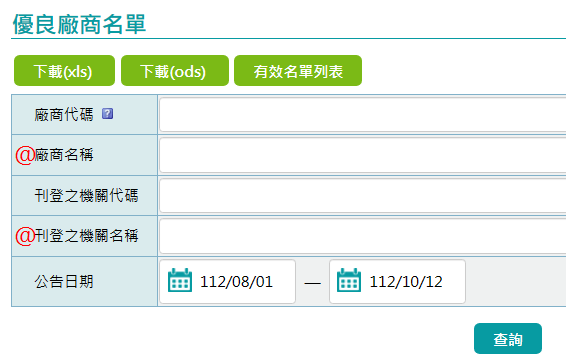 優良廠商名單
下載(xls) 下載(ods) 有效名單列表
廠商代碼 ?
@廠商名稱
刊登之機關代碼
@刊登之機關名稱
公告日期 112/08/01 — 112/10/12
查詢